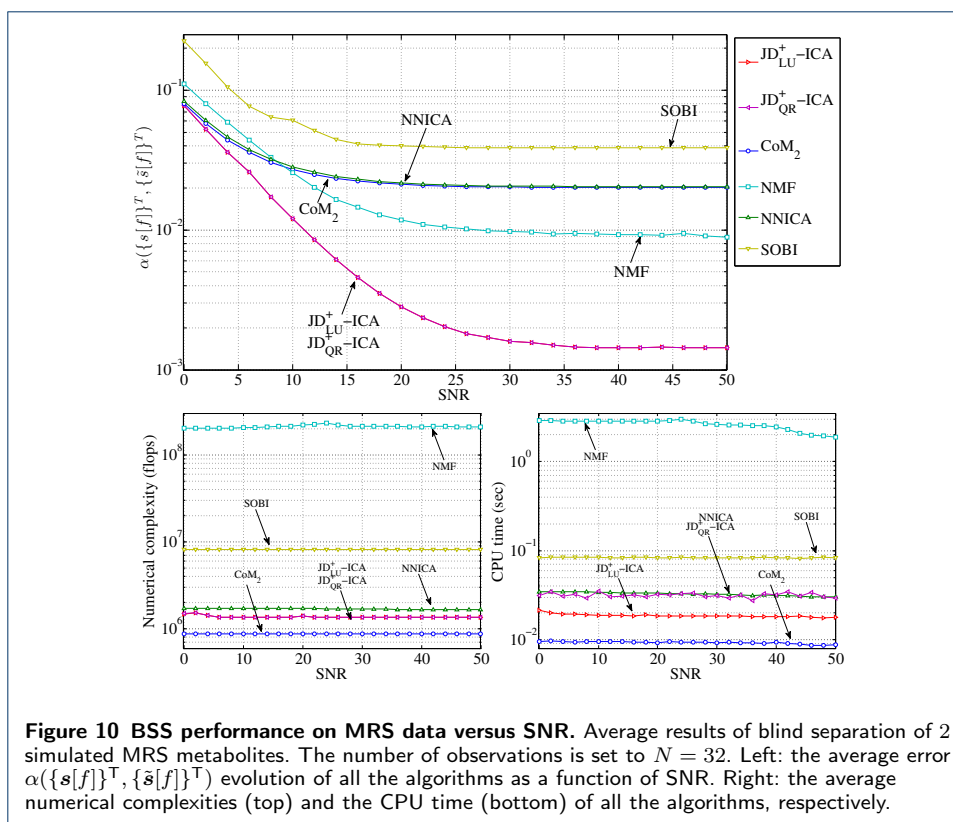 α({s[f]}ᵀ, {s̃[f]}ᵀ)
10⁻¹
10⁻²
10⁻³
0 5 10 15 20 25 30 35 40 45 50
SNR
SOBI
NNICA
CoM₂
NMF
JD⁺LU−ICA
JD⁺QR−ICA
JD⁺LU−ICA
JD⁺QR−ICA
CoM₂
NMF
NNICA
SOBI
Numerical complexity (flops)
10⁸
10⁷
10⁶
0 10 20 30 40 50
SNR
NMF
SOBI
CoM₂
JD⁺LU−ICA
JD⁺QR−ICA
NNICA
CPU time (sec)
10⁰
10⁻¹
10⁻²
0 10 20 30 40 50
SNR
NMF
NNICA
JD⁺QR−ICA
SOBI
JD⁺LU−ICA
CoM₂
Figure 10 BSS performance on MRS data versus SNR. Average results of blind separation of 2
simulated MRS metabolites. The number of observations is set to N = 32. Left: the average error
α({s[f]}ᵀ, {s̃[f]}ᵀ) evolution of all the algorithms as a function of SNR. Right: the average
numerical complexities (top) and the CPU time (bottom) of all the algorithms, respectively.